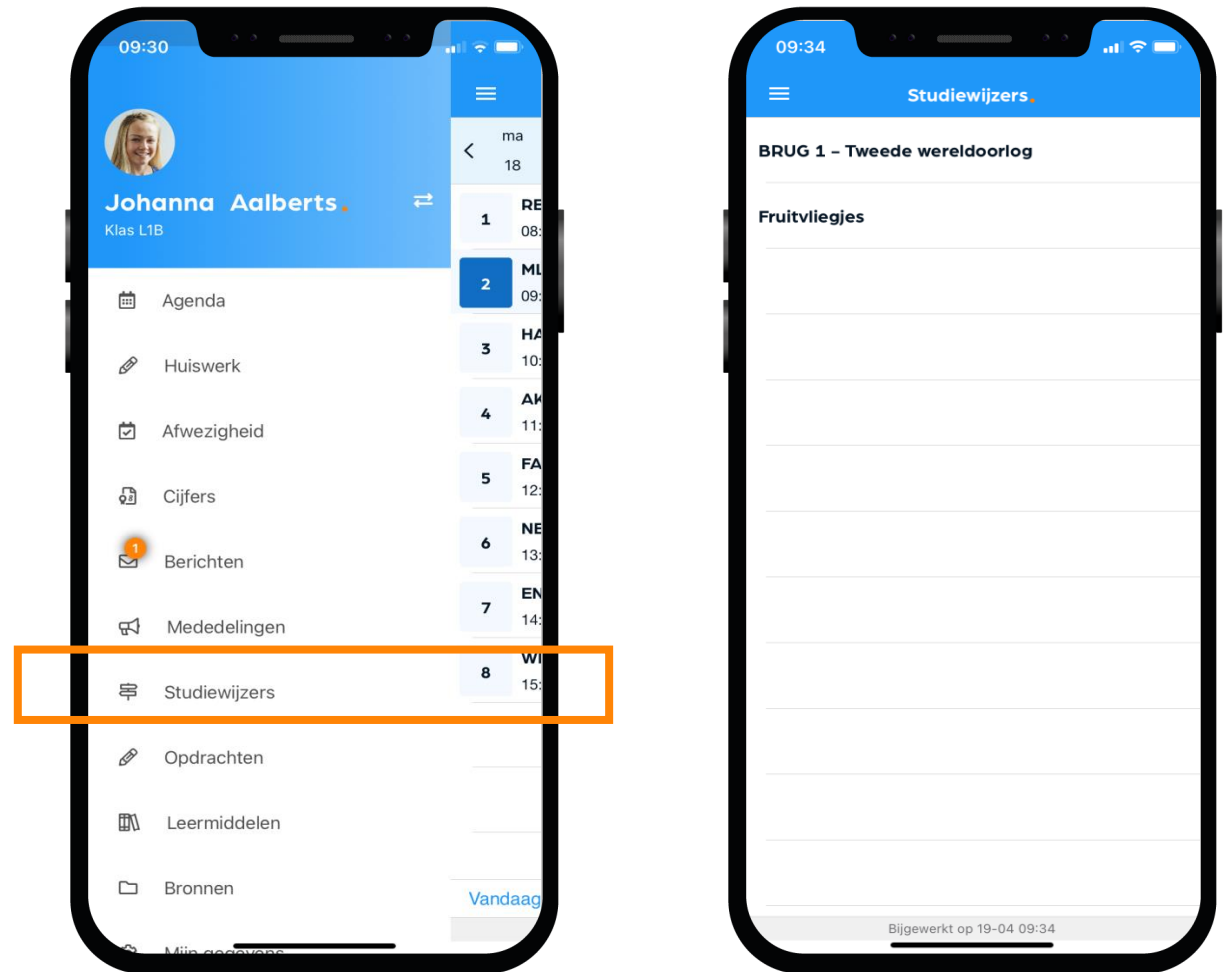 09:30
Johanna Aalberts.
Klas L1B
Agenda
Huiswerk
Afwezigheid
8
Cijfers
1
Berichten
Mededelingen
Studiewijzers
Opdrachten
Leermiddelen
Bronnen
Mijn gegevens
ma
18
1 RE
08:
2 ML
09:
3 HA
10:
4 AK
11:
5 FA
12:
6 NE
13:
7 EN
14:
8 WI
15:
Vandaag
09:34
Studiewijzers.
BRUG 1 – Tweede wereldoorlog
Fruitvliegjes
Bijgewerkt op 19-04 09:34